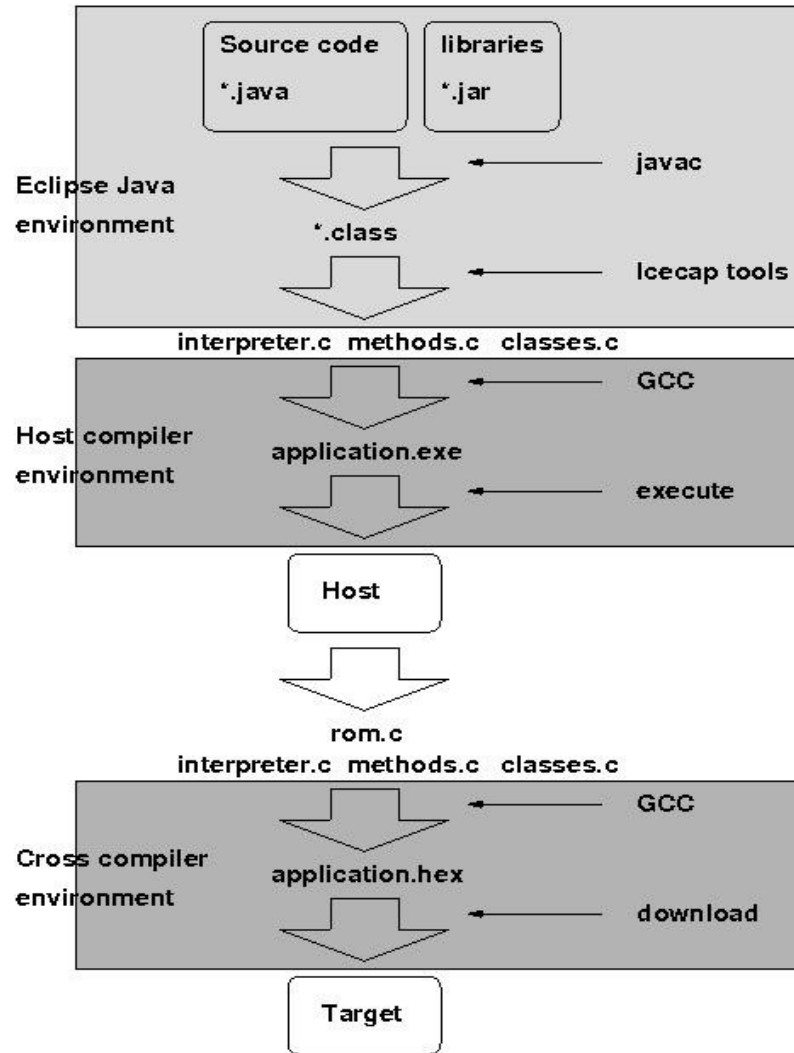 Source code
*.java
libraries
*.jar
javac
Eclipse Java
environment
*.class
Icecap tools
interpreter.c methods.c classes.c
GCC
Host compiler
environment
application.exe
execute
Host
rom.c
interpreter.c methods.c classes.c
GCC
Cross compiler
environment
application.hex
download
Target